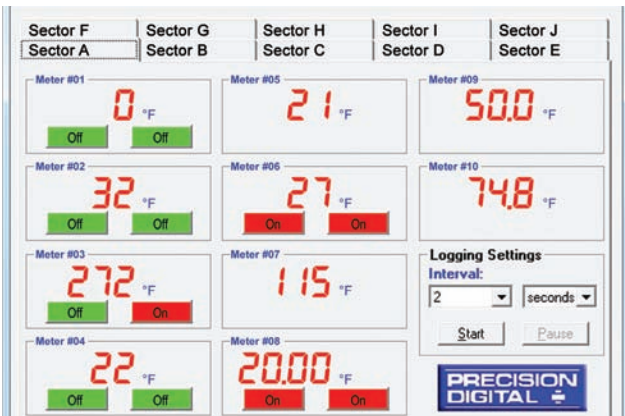 Sector F Sector G Sector H Sector I Sector J
Sector A Sector B Sector C Sector D Sector E
Meter #01
0 °F
Off Off
Meter #02
32 °F
Off Off
Meter #03
272 °F
Off On
Meter #04
22 °F
Off Off
Meter #05
21 °F
Meter #06
27 °F
On On
Meter #07
115 °F
Meter #08
20.00 °F
On On
Meter #09
50.0 °F
Meter #10
74.8 °F
Logging Settings
Interval:
2 seconds
Start Pause
PRECISION
DIGITAL